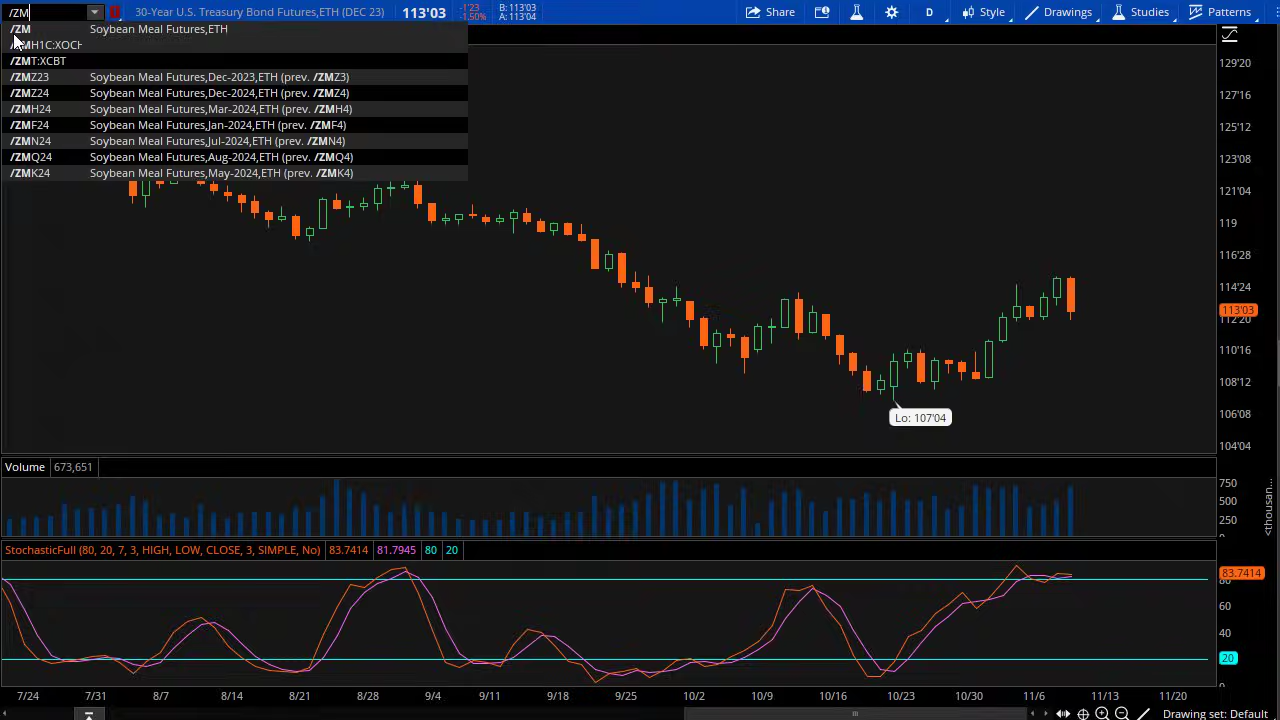 /ZM 30-Year U.S. Treasury Bond Futures,ETH (DEC 23) 113'03 -1'23 -1.50% B: 113'03 A: 113'04 Share D Style Drawings Studies Patterns
/ZM Soybean Meal Futures,ETH
H1C:XOCH
/ZMT:XCBT
/ZMZ23 Soybean Meal Futures,Dec-2023,ETH (prev. /ZMZ3)
/ZMZ24 Soybean Meal Futures,Dec-2024,ETH (prev. /ZMZ4)
/ZMH24 Soybean Meal Futures,Mar-2024,ETH (prev. /ZMH4)
/ZMF24 Soybean Meal Futures,Jan-2024,ETH (prev. /ZMF4)
/ZMN24 Soybean Meal Futures,Jul-2024,ETH (prev. /ZMN4)
/ZMQ24 Soybean Meal Futures,Aug-2024,ETH (prev. /ZMQ4)
/ZMK24 Soybean Meal Futures,May-2024,ETH (prev. /ZMK4)
129'20
127'16
125'12
123'08
121'04
119
116'28
114'24
113'03
112'20
110'16
108'12
106'08
104'04
Lo: 107'04
Volume 673,651
750
500
250
<thousan...
StochasticFull (80, 20, 7, 3, HIGH, LOW, CLOSE, 3, SIMPLE, No) 83.7414 81.7945 80 20
83.7414
80
60
40
20
0
7/24 7/31 8/7 8/14 8/21 8/28 9/4 9/11 9/18 9/25 10/2 10/9 10/16 10/23 10/30 11/6 11/13 11/20
Drawing set: Default